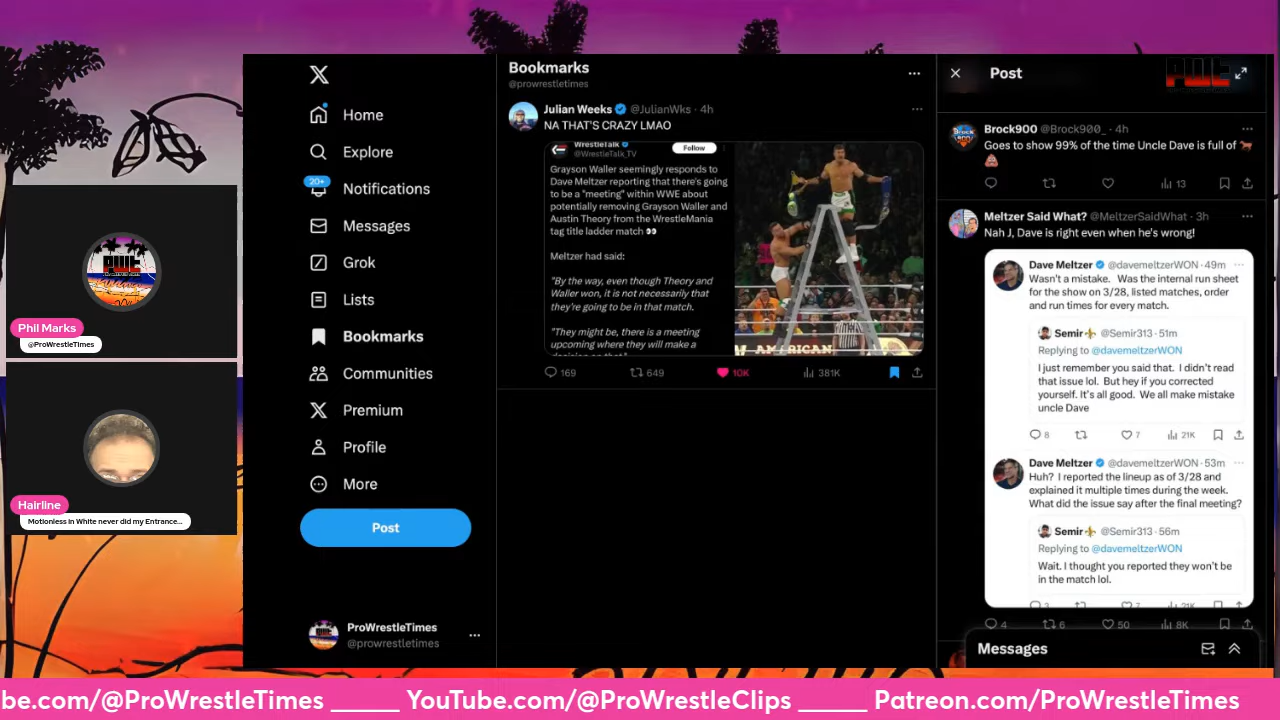 Phil Marks
@ProWrestleTimes
Hairline
Motionless in White never did my Entrance...
Home
Explore
20+
Notifications
Messages
Grok
Lists
Bookmarks
Communities
Premium
Profile
More
Post
ProWrestleTimes
@prowrestletimes
Bookmarks
@prowrestletimes
Julian Weeks @JulianWks · 4h
NA THAT'S CRAZY LMAO
WrestleTalk
@WrestleTalk_TV
Follow
Grayson Waller seemingly responds to
Dave Meltzer reporting that there's going
to be a "meeting" within WWE about
potentially removing Grayson Waller and
Austin Theory from the WrestleMania
tag title ladder match 👀
Meltzer had said:
"By the way, even though Theory and
Waller won, it is not necessarily that
they're going to be in that match.
"They might be, there is a meeting
upcoming where they will make a
decision on that"
AMERICAN
169 649 10K 381K
Post
PWT
Brock900 @Brock900_ · 4h
Goes to show 99% of the time Uncle Dave is full of 🐂
💩
13
Meltzer Said What? @MeltzerSaidWhat · 3h
Nah J, Dave is right even when he's wrong!
Dave Meltzer @davemeltzerWON · 49m
Wasn't a mistake. Was the internal run sheet
for the show on 3/28, listed matches, order
and run times for every match.
Semir @Semir313 · 51m
Replying to @davemeltzerWON
I just remember you said that. I didn't read
that issue lol. But hey if you corrected
yourself. It's all good. We all make mistake
uncle Dave
8 7 21K
Dave Meltzer @davemeltzerWON · 53m
Huh? I reported the lineup as of 3/28 and
explained it multiple times during the week.
What did the issue say after the final meeting?
Semir @Semir313 · 56m
Replying to @davemeltzerWON
Wait. I thought you reported they won't be
in the match lol.
3 7 21K
4 6 50 8K
Messages
be.com/@ProWrestleTimes _____ YouTube.com/@ProWrestleClips _____ Patreon.com/ProWrestleTimes